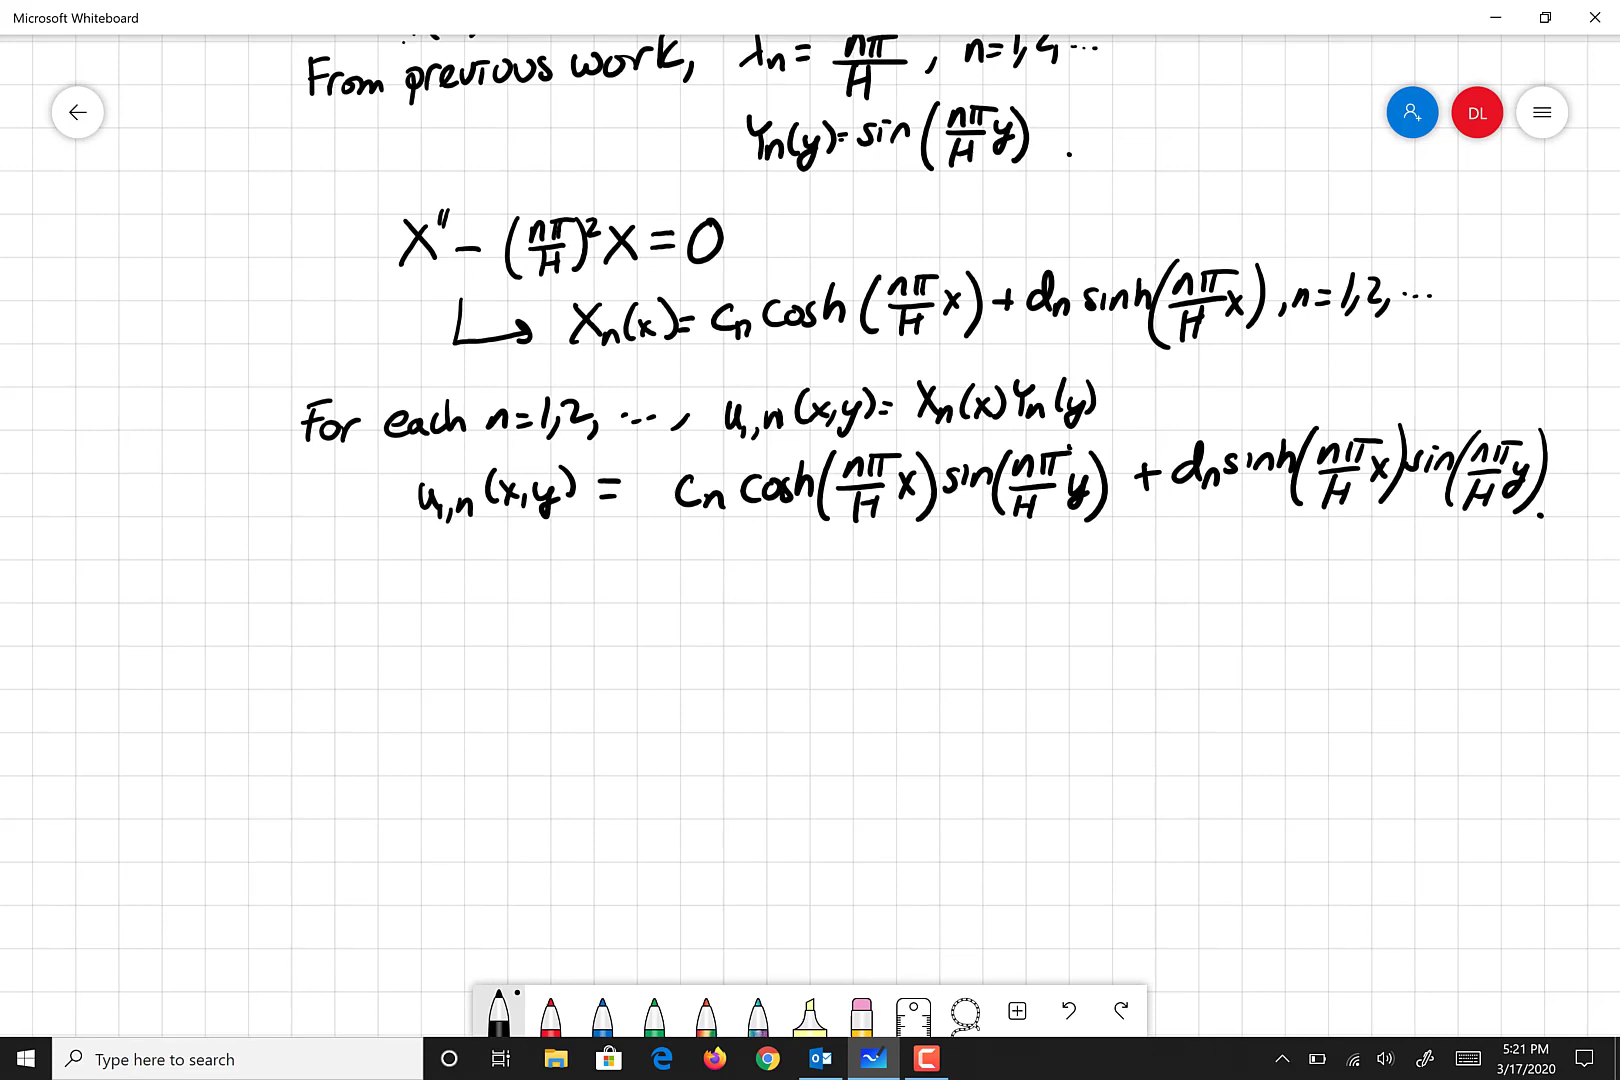 Microsoft Whiteboard
From previous work, λn = nπ/H , n=1,2, ...
Yn(y)= sin (nπ/H y) .
DL
X'' - (nπ/H)² X = 0
↳ Xn(x)= cn cosh (nπ/H x) + dn sinh (nπ/H x) , n=1,2, ...
For each n=1,2, ... , u1,n (x,y)= Xn(x)Yn(y)
u1,n (x,y) = cn cosh (nπ/H x) sin (nπ/H y) + dn sinh (nπ/H x) sin (nπ/H y) .
Type here to search
5:21 PM
3/17/2020